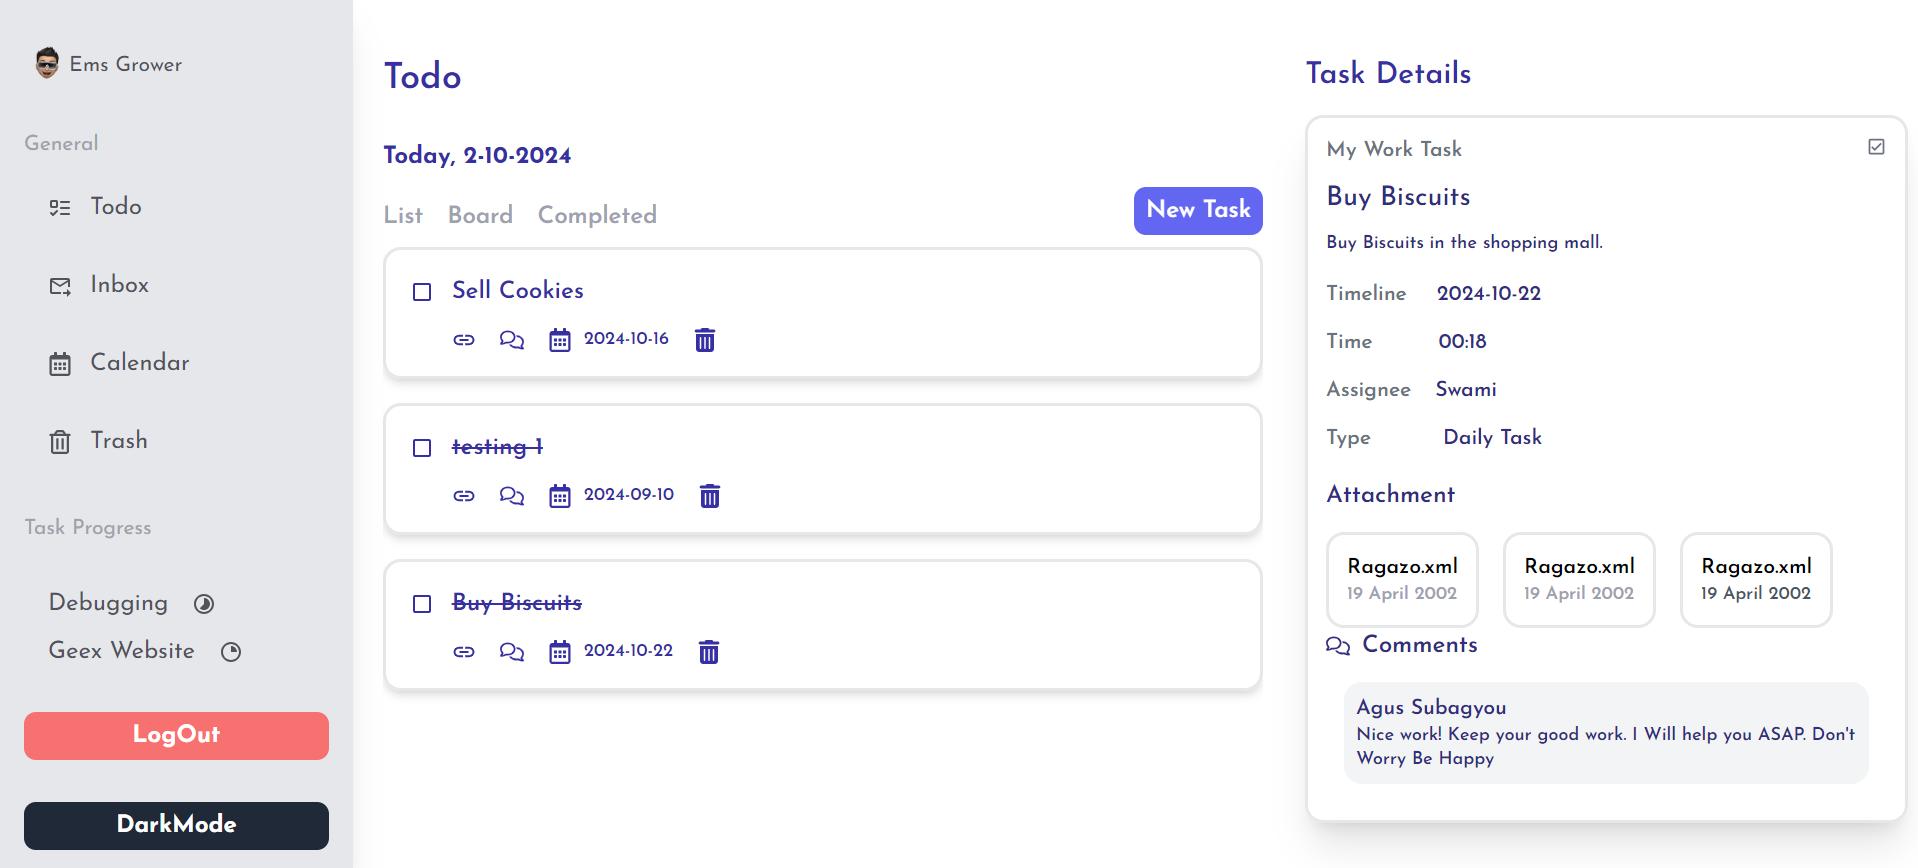 Ems Grower
General
Todo
Inbox
Calendar
Trash
Task Progress
Debugging
Geex Website
LogOut
DarkMode
Todo
Today, 2-10-2024
List Board Completed
New Task
Sell Cookies
2024-10-16
testing 1
2024-09-10
Buy Biscuits
2024-10-22
Task Details
My Work Task
Buy Biscuits
Buy Biscuits in the shopping mall.
Timeline 2024-10-22
Time 00:18
Assignee Swami
Type Daily Task
Attachment
Ragazo.xml Ragazo.xml Ragazo.xml
19 April 2002 19 April 2002 19 April 2002
Comments
Agus Subagyou
Nice work! Keep your good work. I Will help you ASAP. Don't
Worry Be Happy